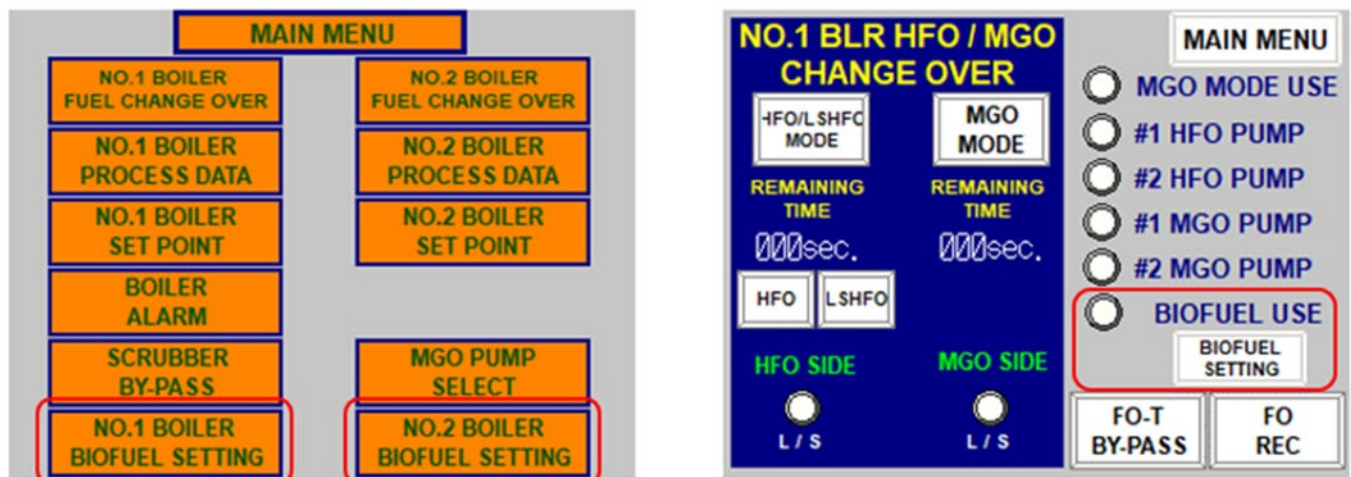 MAIN MENU
NO.1 BOILER
FUEL CHANGE OVER
NO.2 BOILER
FUEL CHANGE OVER
NO.1 BOILER
PROCESS DATA
NO.2 BOILER
PROCESS DATA
NO.1 BOILER
SET POINT
NO.2 BOILER
SET POINT
BOILER
ALARM
SCRUBBER
BY-PASS
MGO PUMP
SELECT
NO.1 BOILER
BIOFUEL SETTING
NO.2 BOILER
BIOFUEL SETTING
NO.1 BLR HFO / MGO
CHANGE OVER
HFO/LSHFO
MODE
MGO
MODE
REMAINING
TIME
REMAINING
TIME
000sec.
000sec.
HFO
LSHFO
HFO SIDE
MGO SIDE
L / S
L / S
MAIN MENU
MGO MODE USE
#1 HFO PUMP
#2 HFO PUMP
#1 MGO PUMP
#2 MGO PUMP
BIOFUEL USE
BIOFUEL
SETTING
FO-T
BY-PASS
FO
REC